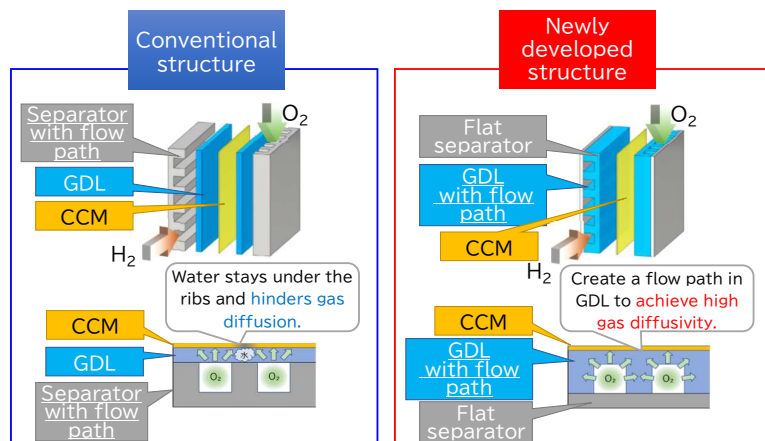 Conventional
structure
Separator
with flow
path
GDL
CCM
O₂
H₂
Water stays under the
ribs and hinders gas
diffusion.
CCM
GDL
Separator
with flow
path
水
O₂
O₂
Newly
developed
structure
Flat
separator
GDL
with flow
path
CCM
O₂
H₂
Create a flow path in
GDL to achieve high
gas diffusivity.
CCM
GDL
with flow
path
Flat
separator
O₂
O₂